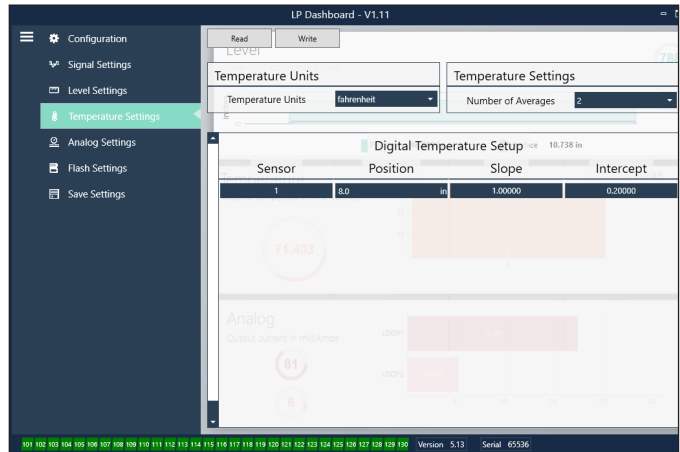 LP Dashboard - V1.11
Configuration
Signal Settings
Level Settings
Temperature Settings
Analog Settings
Flash Settings
Save Settings
Read Write
Level
788
Temperature Units
Temperature Units fahrenheit
Temperature Settings
Number of Averages 2
10.738 in
Digital Temperature Setup
Sensor Position Slope Intercept
1 8.0 in 1.00000 0.20000
71.403
Analog
Output current in milliAmps
81
LOOP1
LOOP2
101 102 103 104 105 106 107 108 109 110 111 112 113 114 115 116 117 118 119 120 121 122 123 124 125 126 127 128 129 130 Version 5.13 Serial 65536